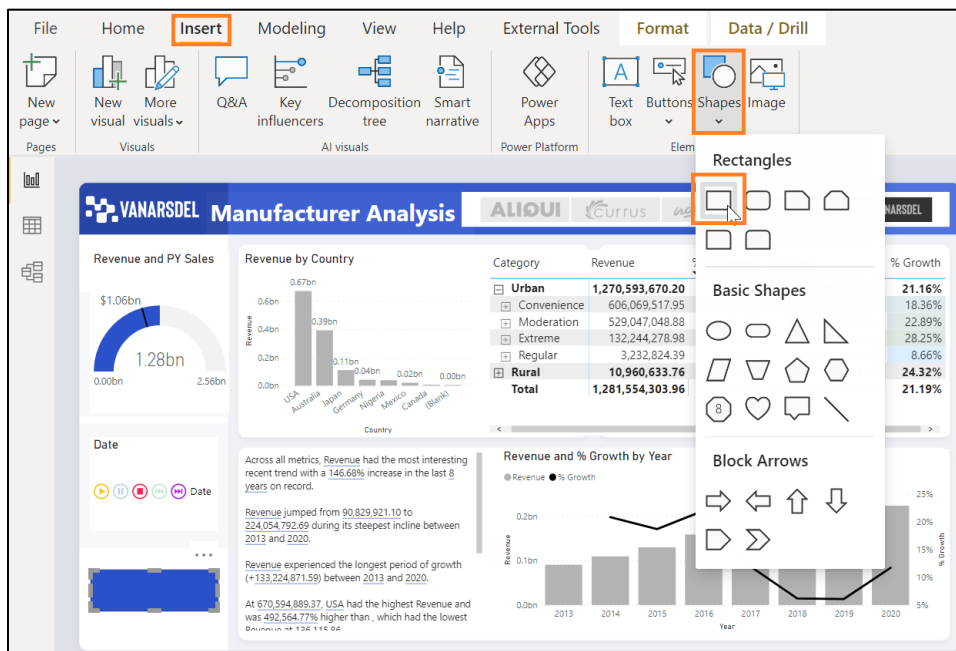 File Home Insert Modeling View Help External Tools Format Data / Drill
New page
New visual
More visuals
Q&A
Key influencers
Decomposition tree
Smart narrative
Power Apps
Text box
Buttons
Shapes
Image
Pages Visuals AI visuals Power Platform Elem
Rectangles
Basic Shapes
8
Block Arrows
VANARSDEL Manufacturer Analysis ALIQUI Currus
Revenue and PY Sales
$1.06bn
1.28bn
0.00bn 2.56bn
Revenue by Country
Revenue
0.6bn
0.4bn
0.2bn
0.0bn
0.67bn
0.39bn
0.11bn
0.04bn
0.02bn
0.00bn
USA Australia Japan Germany Nigeria Mexico Canada (Blank)
Country
Category Revenue % % Growth
Urban 1,270,593,670.20 21.16%
Convenience 606,069,517.95 18.36%
Moderation 529,047,048.88 22.89%
Extreme 132,244,278.98 28.25%
Regular 3,232,824.39 8.66%
Rural 10,960,633.76 24.32%
Total 1,281,554,303.96 21.19%
Date
Date
Across all metrics, Revenue had the most interesting
recent trend with a 146.68% increase in the last 8
years on record.
Revenue jumped from 90,829,921.10 to
224,054,792.69 during its steepest incline between
2013 and 2020.
Revenue experienced the longest period of growth
(+133,224,871.59) between 2013 and 2020.
At 670,594,889.37, USA had the highest Revenue and
was 492,564.77% higher than , which had the lowest
Revenue at 136,115.86.
Revenue and % Growth by Year
Revenue % Growth
Revenue
0.2bn
0.1bn
0.0bn
2013 2014 2015 2016 2017 2018 2019 2020
Year
25%
20%
15%
10%
5%
% Growth